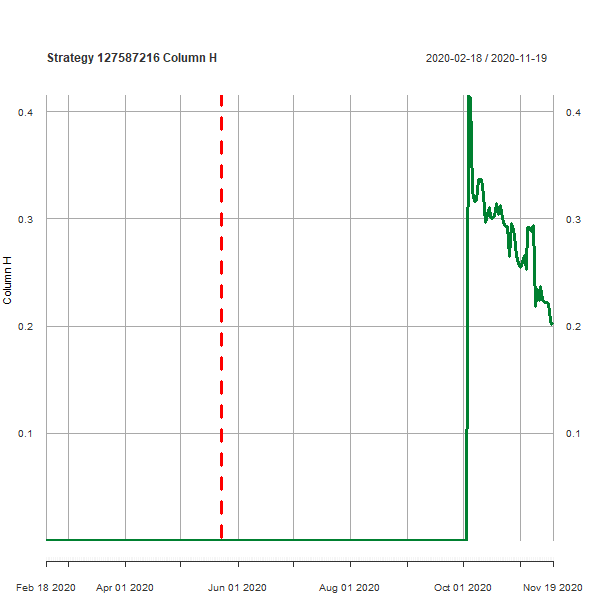 Strategy 127587216 Column H
2020-02-18 / 2020-11-19
0.4
0.4
0.3
0.3
Column H
0.2
0.2
0.1
0.1
Feb 18 2020
Apr 01 2020
Jun 01 2020
Aug 01 2020
Oct 01 2020
Nov 19 2020